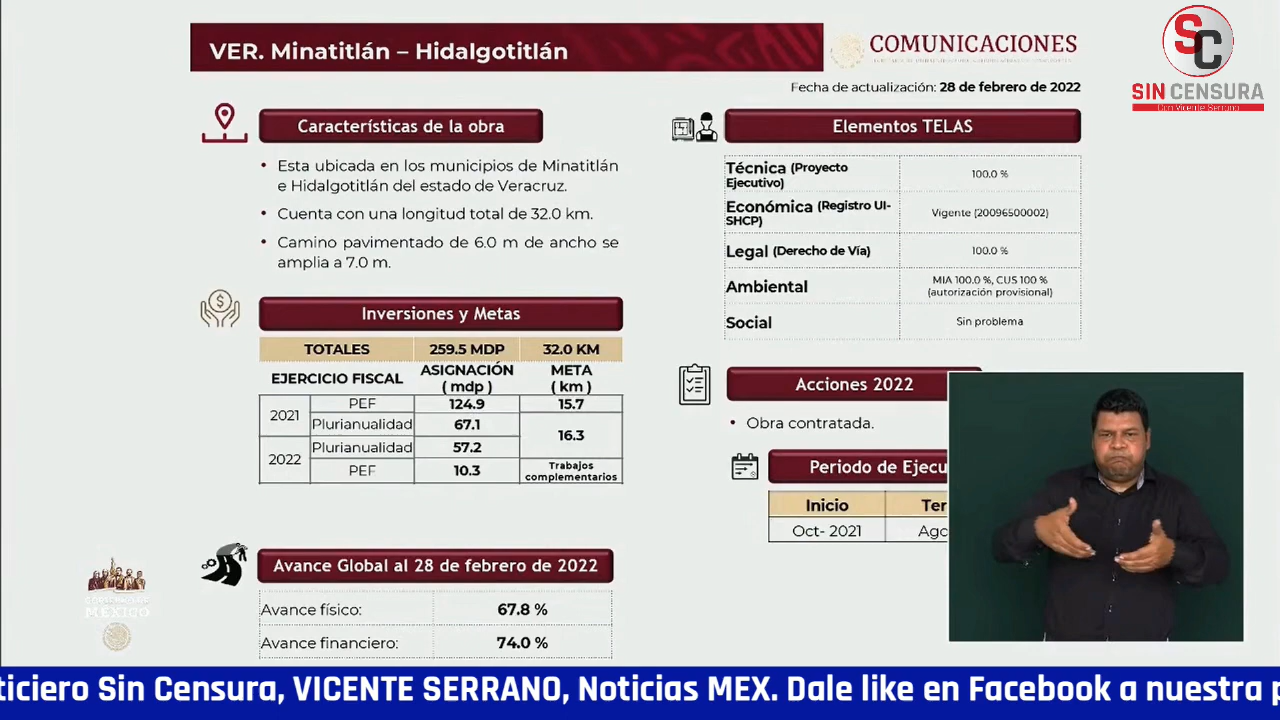 VER. Minatitlán – Hidalgotitlán
COMUNICACIONES
SC
SIN CENSURA
Con Vicente Serrano
Fecha de actualización: 28 de febrero de 2022
Características de la obra
• Esta ubicada en los municipios de Minatitlán
e Hidalgotitlán del estado de Veracruz.
• Cuenta con una longitud total de 32.0 km.
• Camino pavimentado de 6.0 m de ancho se
amplia a 7.0 m.
Inversiones y Metas
TOTALES 259.5 MDP 32.0 KM
EJERCICIO FISCAL ASIGNACIÓN ( mdp ) META ( km )
2021 PEF 124.9 15.7
Plurianualidad 67.1 16.3
2022 Plurianualidad 57.2
PEF 10.3 Trabajos complementarios
Avance Global al 28 de febrero de 2022
Avance físico: 67.8 %
Avance financiero: 74.0 %
Elementos TELAS
Técnica (Proyecto
Ejecutivo) 100.0 %
Económica (Registro UI-
SHCP) Vigente (20096500002)
Legal (Derecho de Vía) 100.0 %
Ambiental MIA 100.0 %, CUS 100 %
(autorización provisional)
Social Sin problema
Acciones 2022
• Obra contratada.
Periodo de Ejecu
Inicio Ter
Oct- 2021 Ago
MÉXICO
ticiero Sin Censura, VICENTE SERRANO, Noticias MEX. Dale like en Facebook a nuestra p